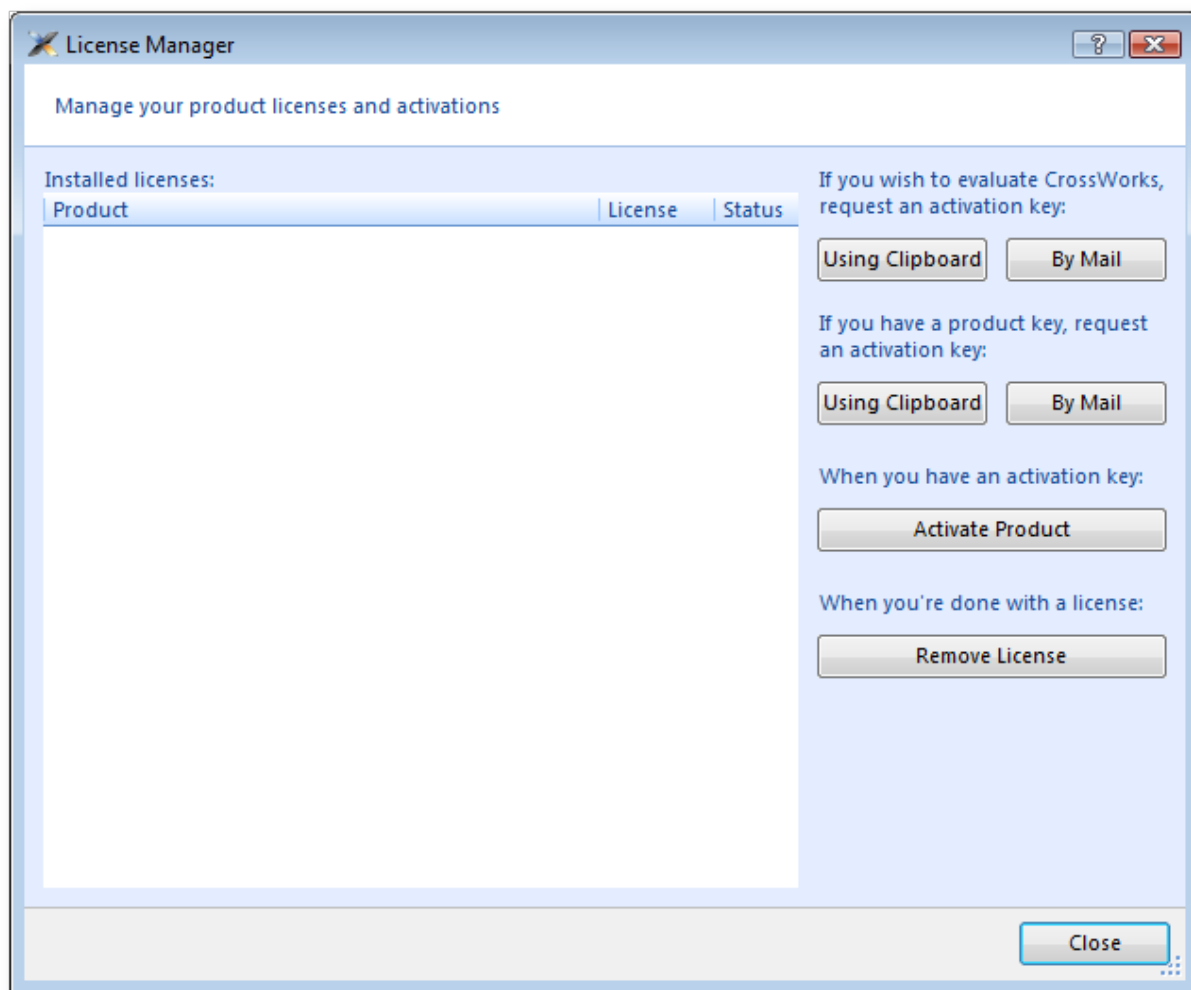 License Manager
?
Manage your product licenses and activations
Installed licenses:
Product License Status
If you wish to evaluate CrossWorks,
request an activation key:
Using Clipboard By Mail
If you have a product key, request
an activation key:
Using Clipboard By Mail
When you have an activation key:
Activate Product
When you're done with a license:
Remove License
Close